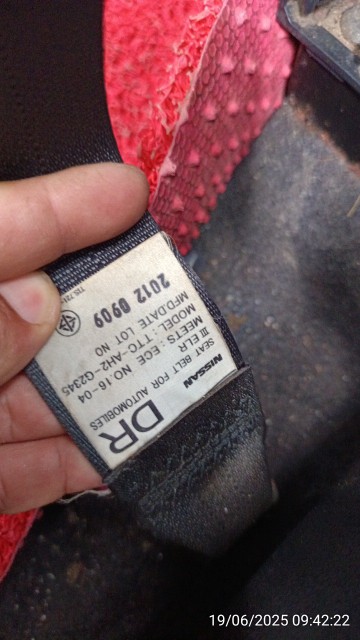 NISSAN
SEAT BELT FOR AUTOMOBILES
III ELR
MEETS : ECE NO.16-04
MODEL : TTC-AH2-G2345
MFD.DATE LOT NO
2012 0909
DR
19/06/2025 09:42:22